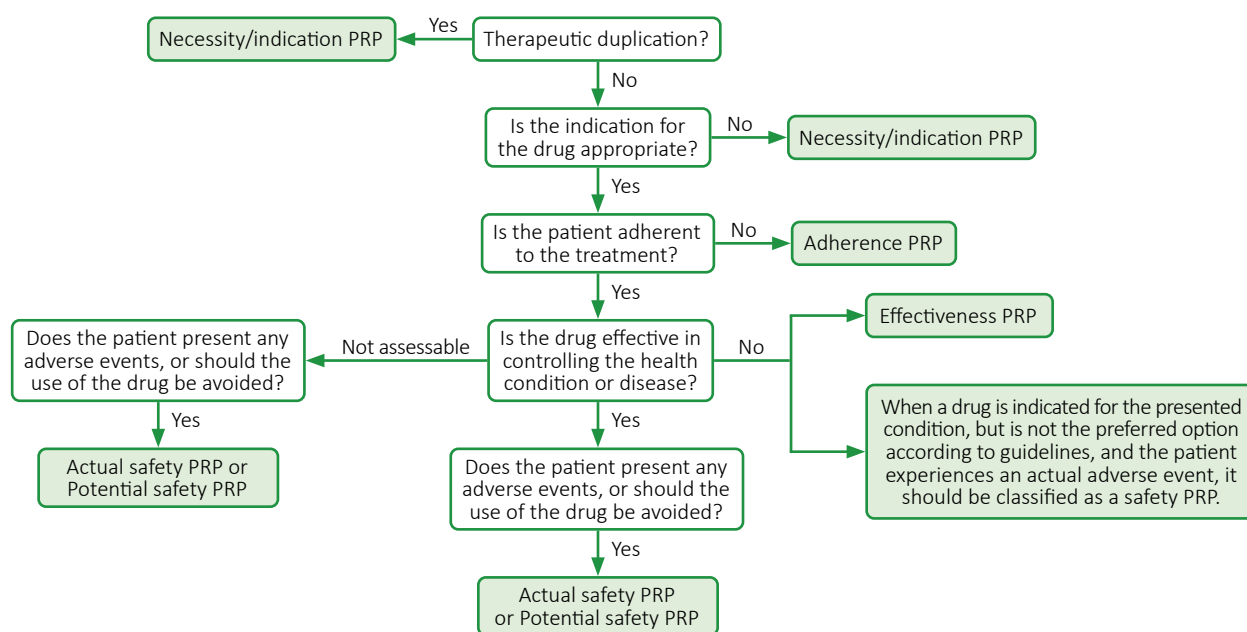 Necessity/indication PRP
Yes
Therapeutic duplication?
No
Is the indication for
the drug appropriate?
No
Necessity/indication PRP
Yes
Is the patient adherent
to the treatment?
No
Adherence PRP
Yes
Does the patient present any
adverse events, or should the
use of the drug be avoided?
Not assessable
Is the drug effective in
controlling the health
condition or disease?
No
Effectiveness PRP
When a drug is indicated for the presented
condition, but is not the preferred option
according to guidelines, and the patient
experiences an actual adverse event, it
should be classified as a safety PRP.
Yes
Actual safety PRP or
Potential safety PRP
Yes
Does the patient present any
adverse events, or should the
use of the drug be avoided?
Yes
Actual safety PRP
or Potential safety PRP